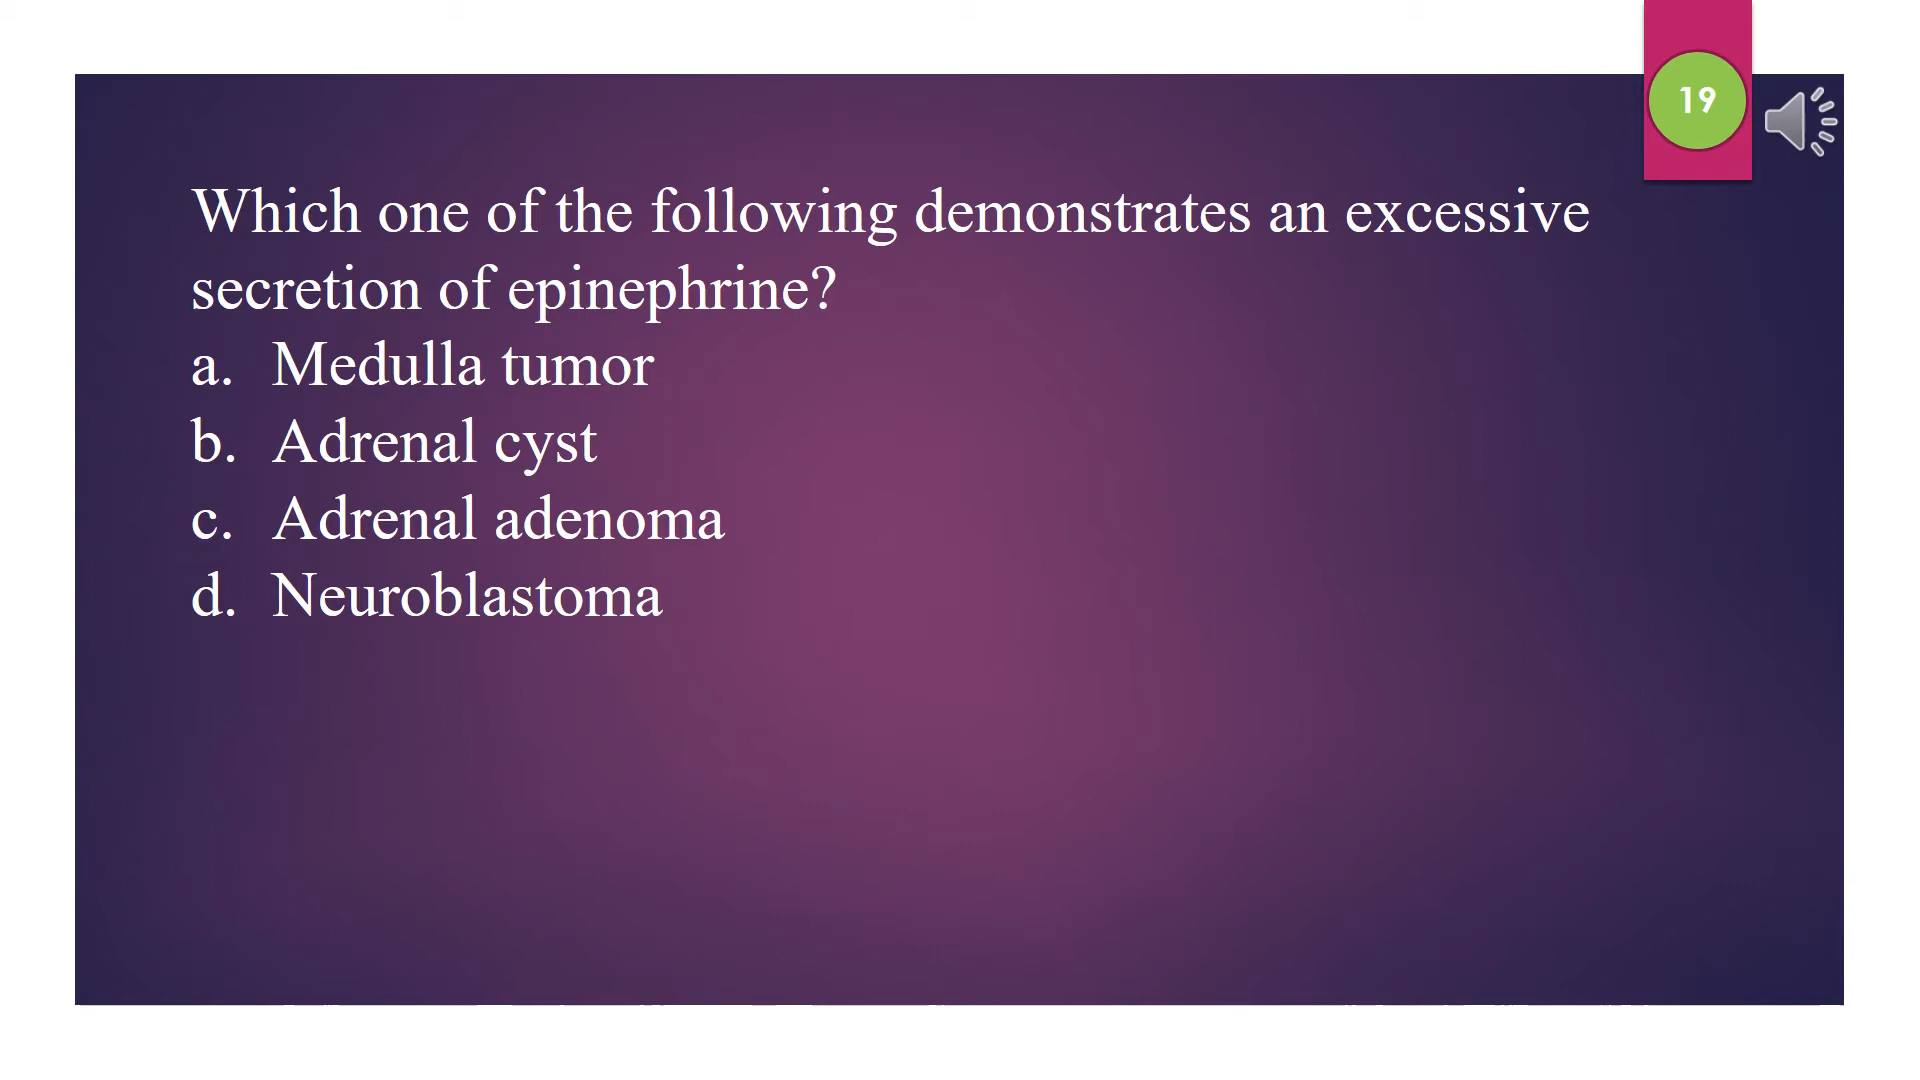 19
Which one of the following demonstrates an excessive
secretion of epinephrine?
a. Medulla tumor
b. Adrenal cyst
c. Adrenal adenoma
d. Neuroblastoma